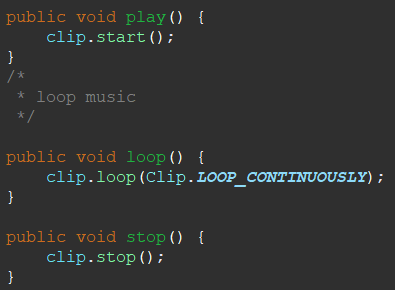 public void play() {
    clip.start();
}
/*
 * loop music
 */
public void loop() {
    clip.loop(Clip.LOOP_CONTINUOUSLY);
}
public void stop() {
    clip.stop();
}